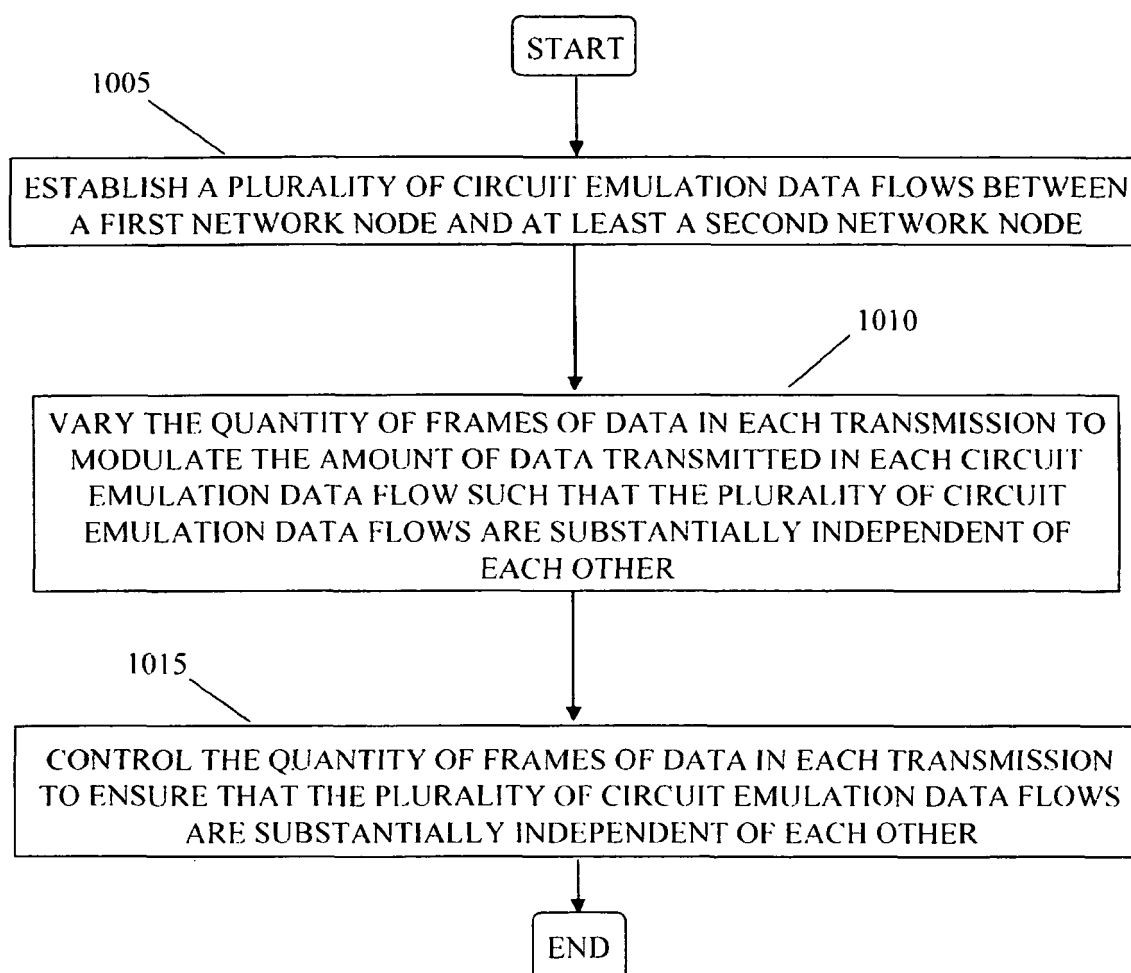 START
1005
ESTABLISH A PLURALITY OF CIRCUIT EMULATION DATA FLOWS BETWEEN
A FIRST NETWORK NODE AND AT LEAST A SECOND NETWORK NODE
1010
VARY THE QUANTITY OF FRAMES OF DATA IN EACH TRANSMISSION TO
MODULATE THE AMOUNT OF DATA TRANSMITTED IN EACH CIRCUIT
EMULATION DATA FLOW SUCH THAT THE PLURALITY OF CIRCUIT
EMULATION DATA FLOWS ARE SUBSTANTIALLY INDEPENDENT OF
EACH OTHER
1015
CONTROL THE QUANTITY OF FRAMES OF DATA IN EACH TRANSMISSION
TO ENSURE THAT THE PLURALITY OF CIRCUIT EMULATION DATA FLOWS
ARE SUBSTANTIALLY INDEPENDENT OF EACH OTHER
END